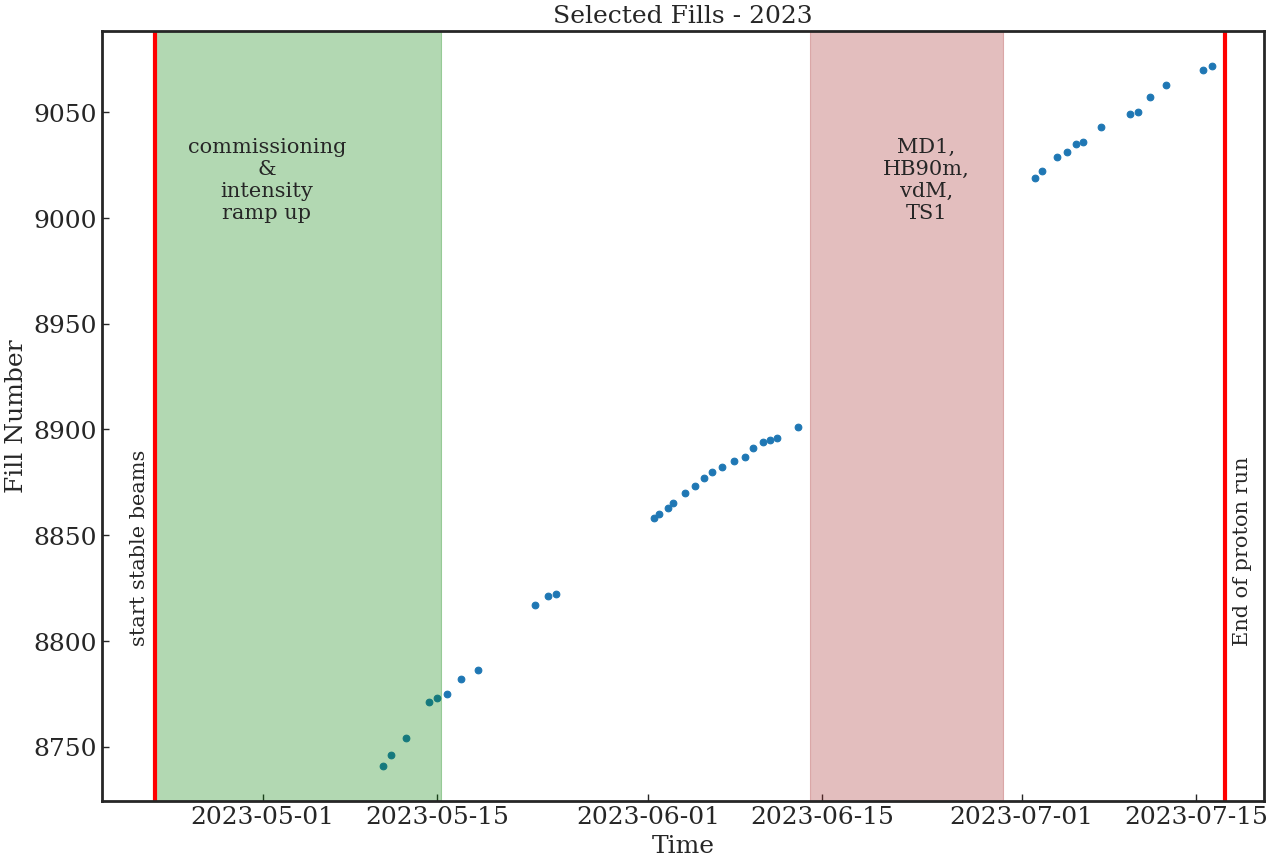 Selected Fills - 2023
Fill Number
9050
9000
8950
8900
8850
8800
8750
commissioning
&
intensity
ramp up
MD1,
HB90m,
vdM,
TS1
start stable beams
End of proton run
2023-05-01
2023-05-15
2023-06-01
2023-06-15
2023-07-01
2023-07-15
Time